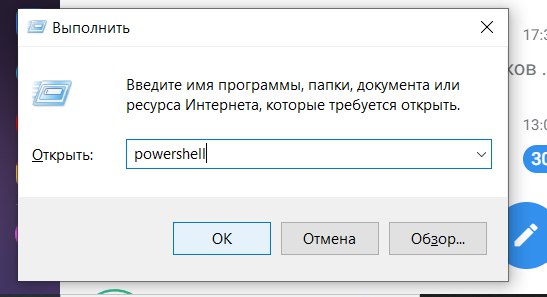 Выполнить
Введите имя программы, папки, документа или
ресурса Интернета, которые требуется открыть.
Открыть:
powershell
OK
Отмена
Обзор...